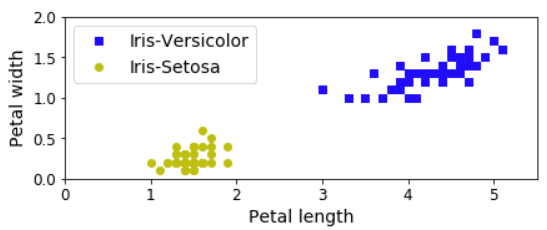 2.0
1.5
1.0
0.5
0.0
Petal width
Iris-Versicolor
Iris-Setosa
0 1 2 3 4 5
Petal length